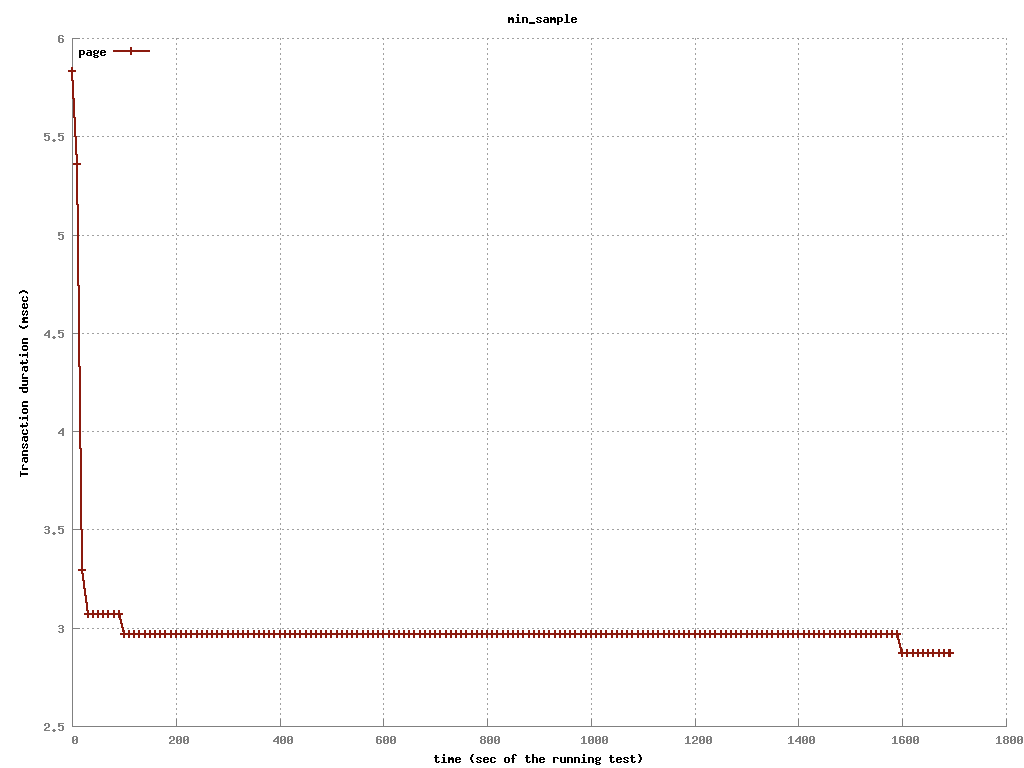 min_sample
page
6
5.5
5
4.5
4
3.5
3
2.5
Transaction duration (msec)
0 200 400 600 800 1000 1200 1400 1600 1800
time (sec of the running test)